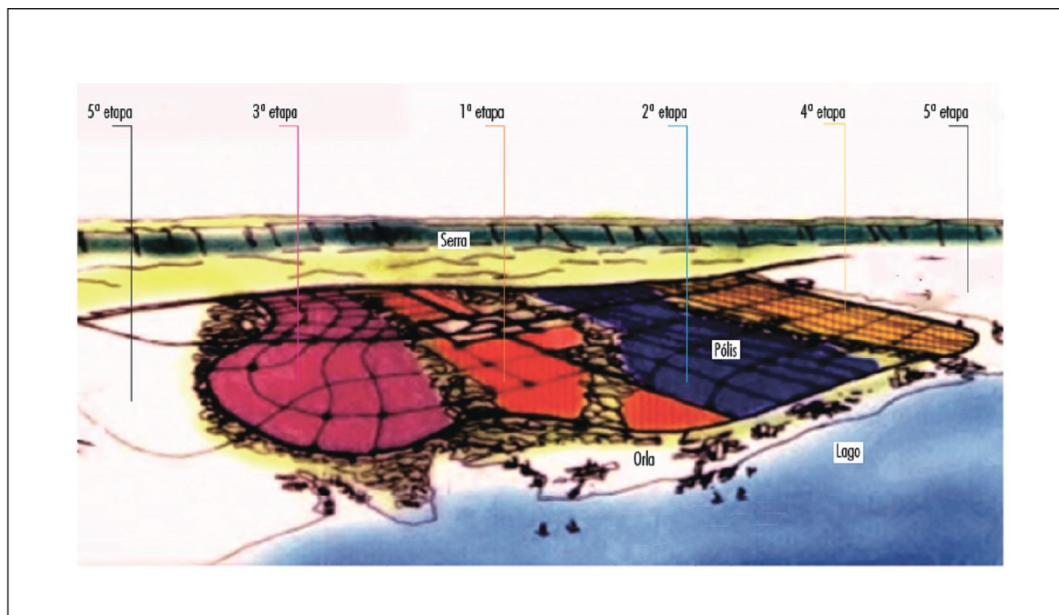 5ª etapa
3ª etapa
1ª etapa
2ª etapa
4ª etapa
5ª etapa
Serra
Pólis
Orla
Lago